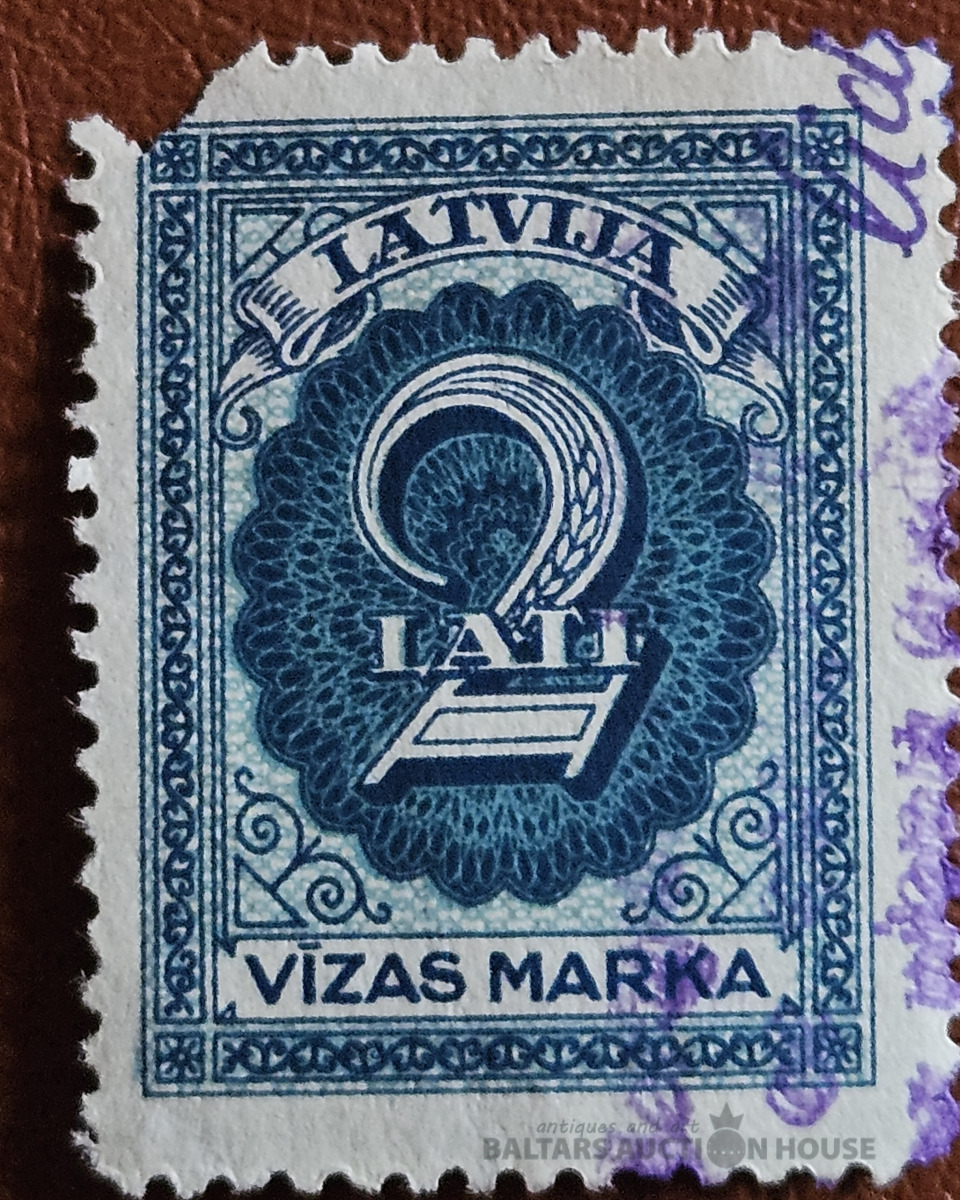 LATVIJA
2
LATI
VĪZAS MARKA
antiques and art
BALTARS AUCTION HOUSE